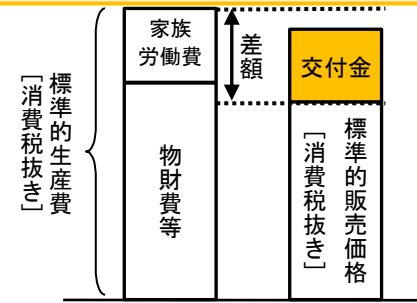 標準的生産費
[消費税抜き]
家族
労働費
物財費等
差額
交付金
標準的販売価格
[消費税抜き]